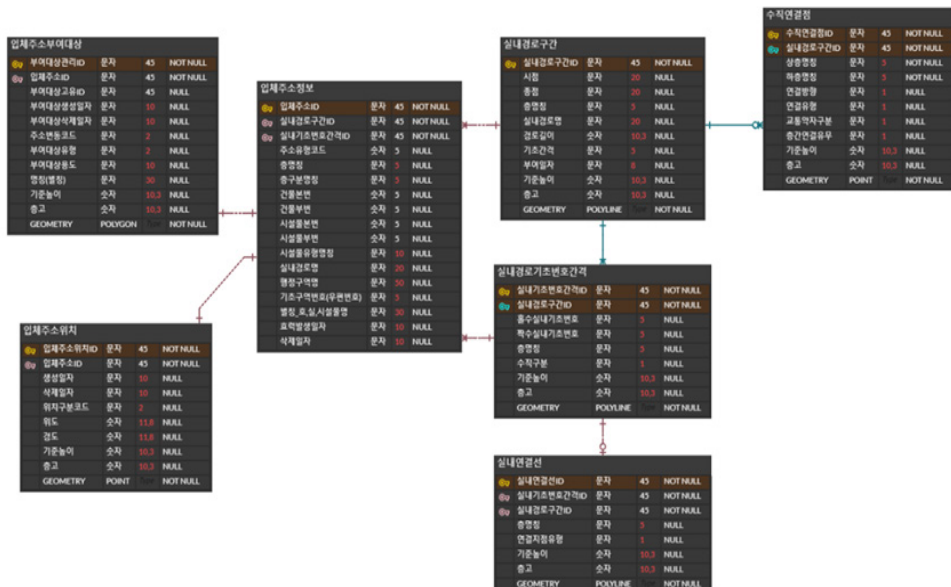 입체주소부여대상
부여대상관리ID 문자 45 NOT NULL
입체주소ID 문자 45 NOT NULL
부여대상고유ID 문자 45 NULL
부여대상생성일자 문자 10 NULL
부여대상삭제일자 문자 10 NULL
주소변동코드 문자 2 NULL
부여대상유형 문자 2 NULL
부여대상용도 문자 10 NULL
명칭(별칭) 문자 30 NULL
기준높이 숫자 10,3 NULL
층고 숫자 10,3 NULL
GEOMETRY POLYGON NOT NULL
입체주소정보
입체주소ID 문자 45 NOT NULL
실내경로구간ID 문자 45 NOT NULL
실내기초번호간격ID 문자 45 NOT NULL
주소유형코드 숫자 5 NULL
층명칭 문자 5 NULL
층구분명칭 문자 5 NULL
건물본번 숫자 5 NULL
건물부번 숫자 5 NULL
시설물본번 숫자 5 NULL
시설물부번 숫자 5 NULL
시설물유형명칭 문자 10 NULL
실내경로명 문자 20 NULL
행정구역명 문자 50 NULL
기초구역번호(우편번호) 문자 5 NULL
별칭_호,실,시설물명 문자 30 NULL
효력발생일자 문자 10 NULL
삭제일자 문자 10 NULL
실내경로구간
실내경로구간ID 문자 45 NOT NULL
시점 문자 20 NULL
종점 문자 20 NULL
층명칭 문자 5 NULL
실내경로명 문자 20 NULL
경로길이 숫자 10,3 NULL
기초간격 문자 5 NULL
부여일자 문자 8 NULL
기준높이 숫자 10,3 NULL
층고 숫자 10,3 NULL
GEOMETRY POLYLINE NOT NULL
수직연결점
수직연결점ID 문자 45 NOT NULL
실내경로구간ID 문자 45 NOT NULL
상층명칭 문자 5 NOT NULL
하층명칭 문자 5 NOT NULL
연결방향 문자 1 NULL
연결유형 문자 1 NULL
교통약자구분 문자 1 NULL
층간연결유무 문자 1 NULL
기준높이 숫자 10,3 NULL
층고 숫자 10,3 NULL
GEOMETRY POINT NOT NULL
입체주소위치
입체주소위치ID 문자 45 NOT NULL
입체주소ID 문자 45 NOT NULL
생성일자 문자 10 NULL
삭제일자 문자 10 NULL
위치구분코드 문자 2 NULL
위도 숫자 11,8 NULL
경도 숫자 11,8 NULL
기준높이 숫자 10,3 NULL
층고 숫자 10,3 NULL
GEOMETRY POINT NOT NULL
실내경로기초번호간격
실내기초번호간격ID 문자 45 NOT NULL
실내경로구간ID 문자 45 NOT NULL
홀수실내기초번호 문자 5 NULL
짝수실내기초번호 문자 5 NULL
층명칭 문자 5 NULL
수직구분 문자 1 NULL
기준높이 숫자 10,3 NULL
층고 숫자 10,3 NULL
GEOMETRY POLYLINE NOT NULL
실내연결선
실내연결선ID 문자 45 NOT NULL
실내기초번호간격ID 문자 45 NOT NULL
실내경로구간ID 문자 45 NOT NULL
층명칭 문자 5 NULL
연결지점유형 문자 1 NULL
기준높이 숫자 10,3 NULL
층고 숫자 10,3 NULL
GEOMETRY POLYLINE NOT NULL